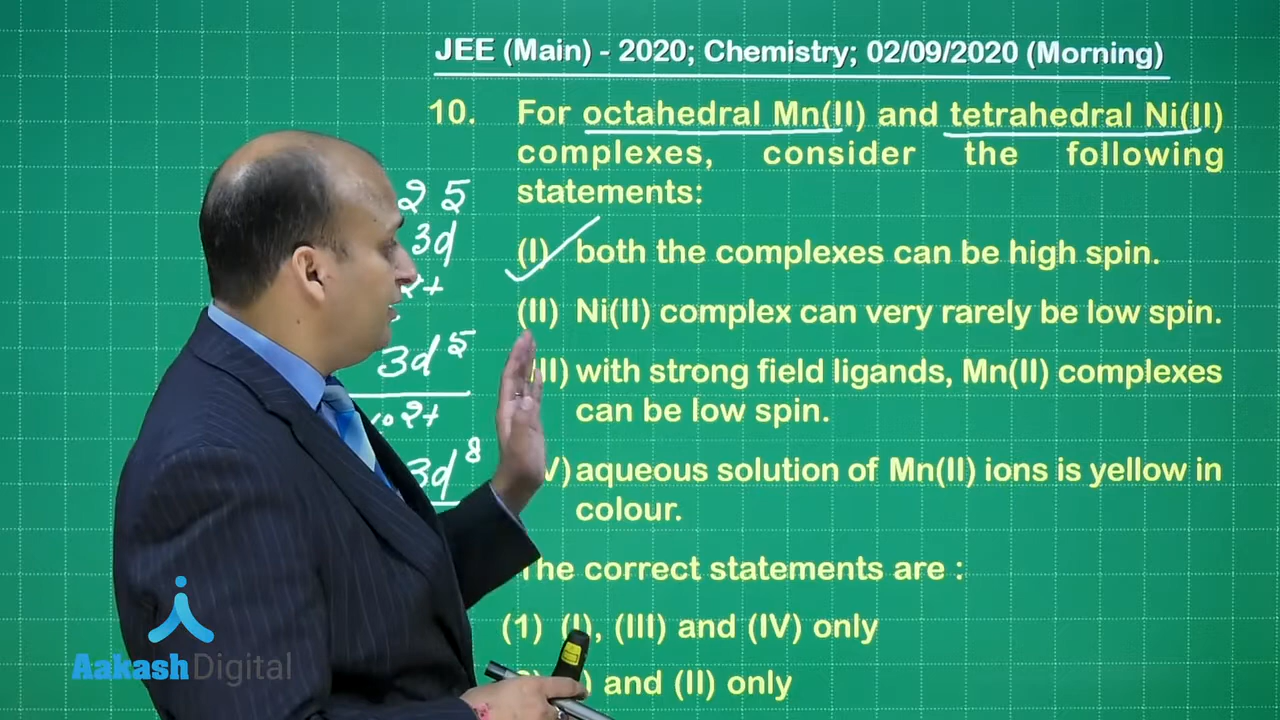 JEE (Main) - 2020; Chemistry; 02/09/2020 (Morning)
10. For octahedral Mn(II) and tetrahedral Ni(II)
complexes, consider the following
statements:
(I) both the complexes can be high spin.
(II) Ni(II) complex can very rarely be low spin.
II) with strong field ligands, Mn(II) complexes
can be low spin.
V) aqueous solution of Mn(II) ions is yellow in
colour.
The correct statements are :
(1) (I), (III) and (IV) only
) and (II) only
25
3d
2+
3d5
2+
3d8
Aakash Digital